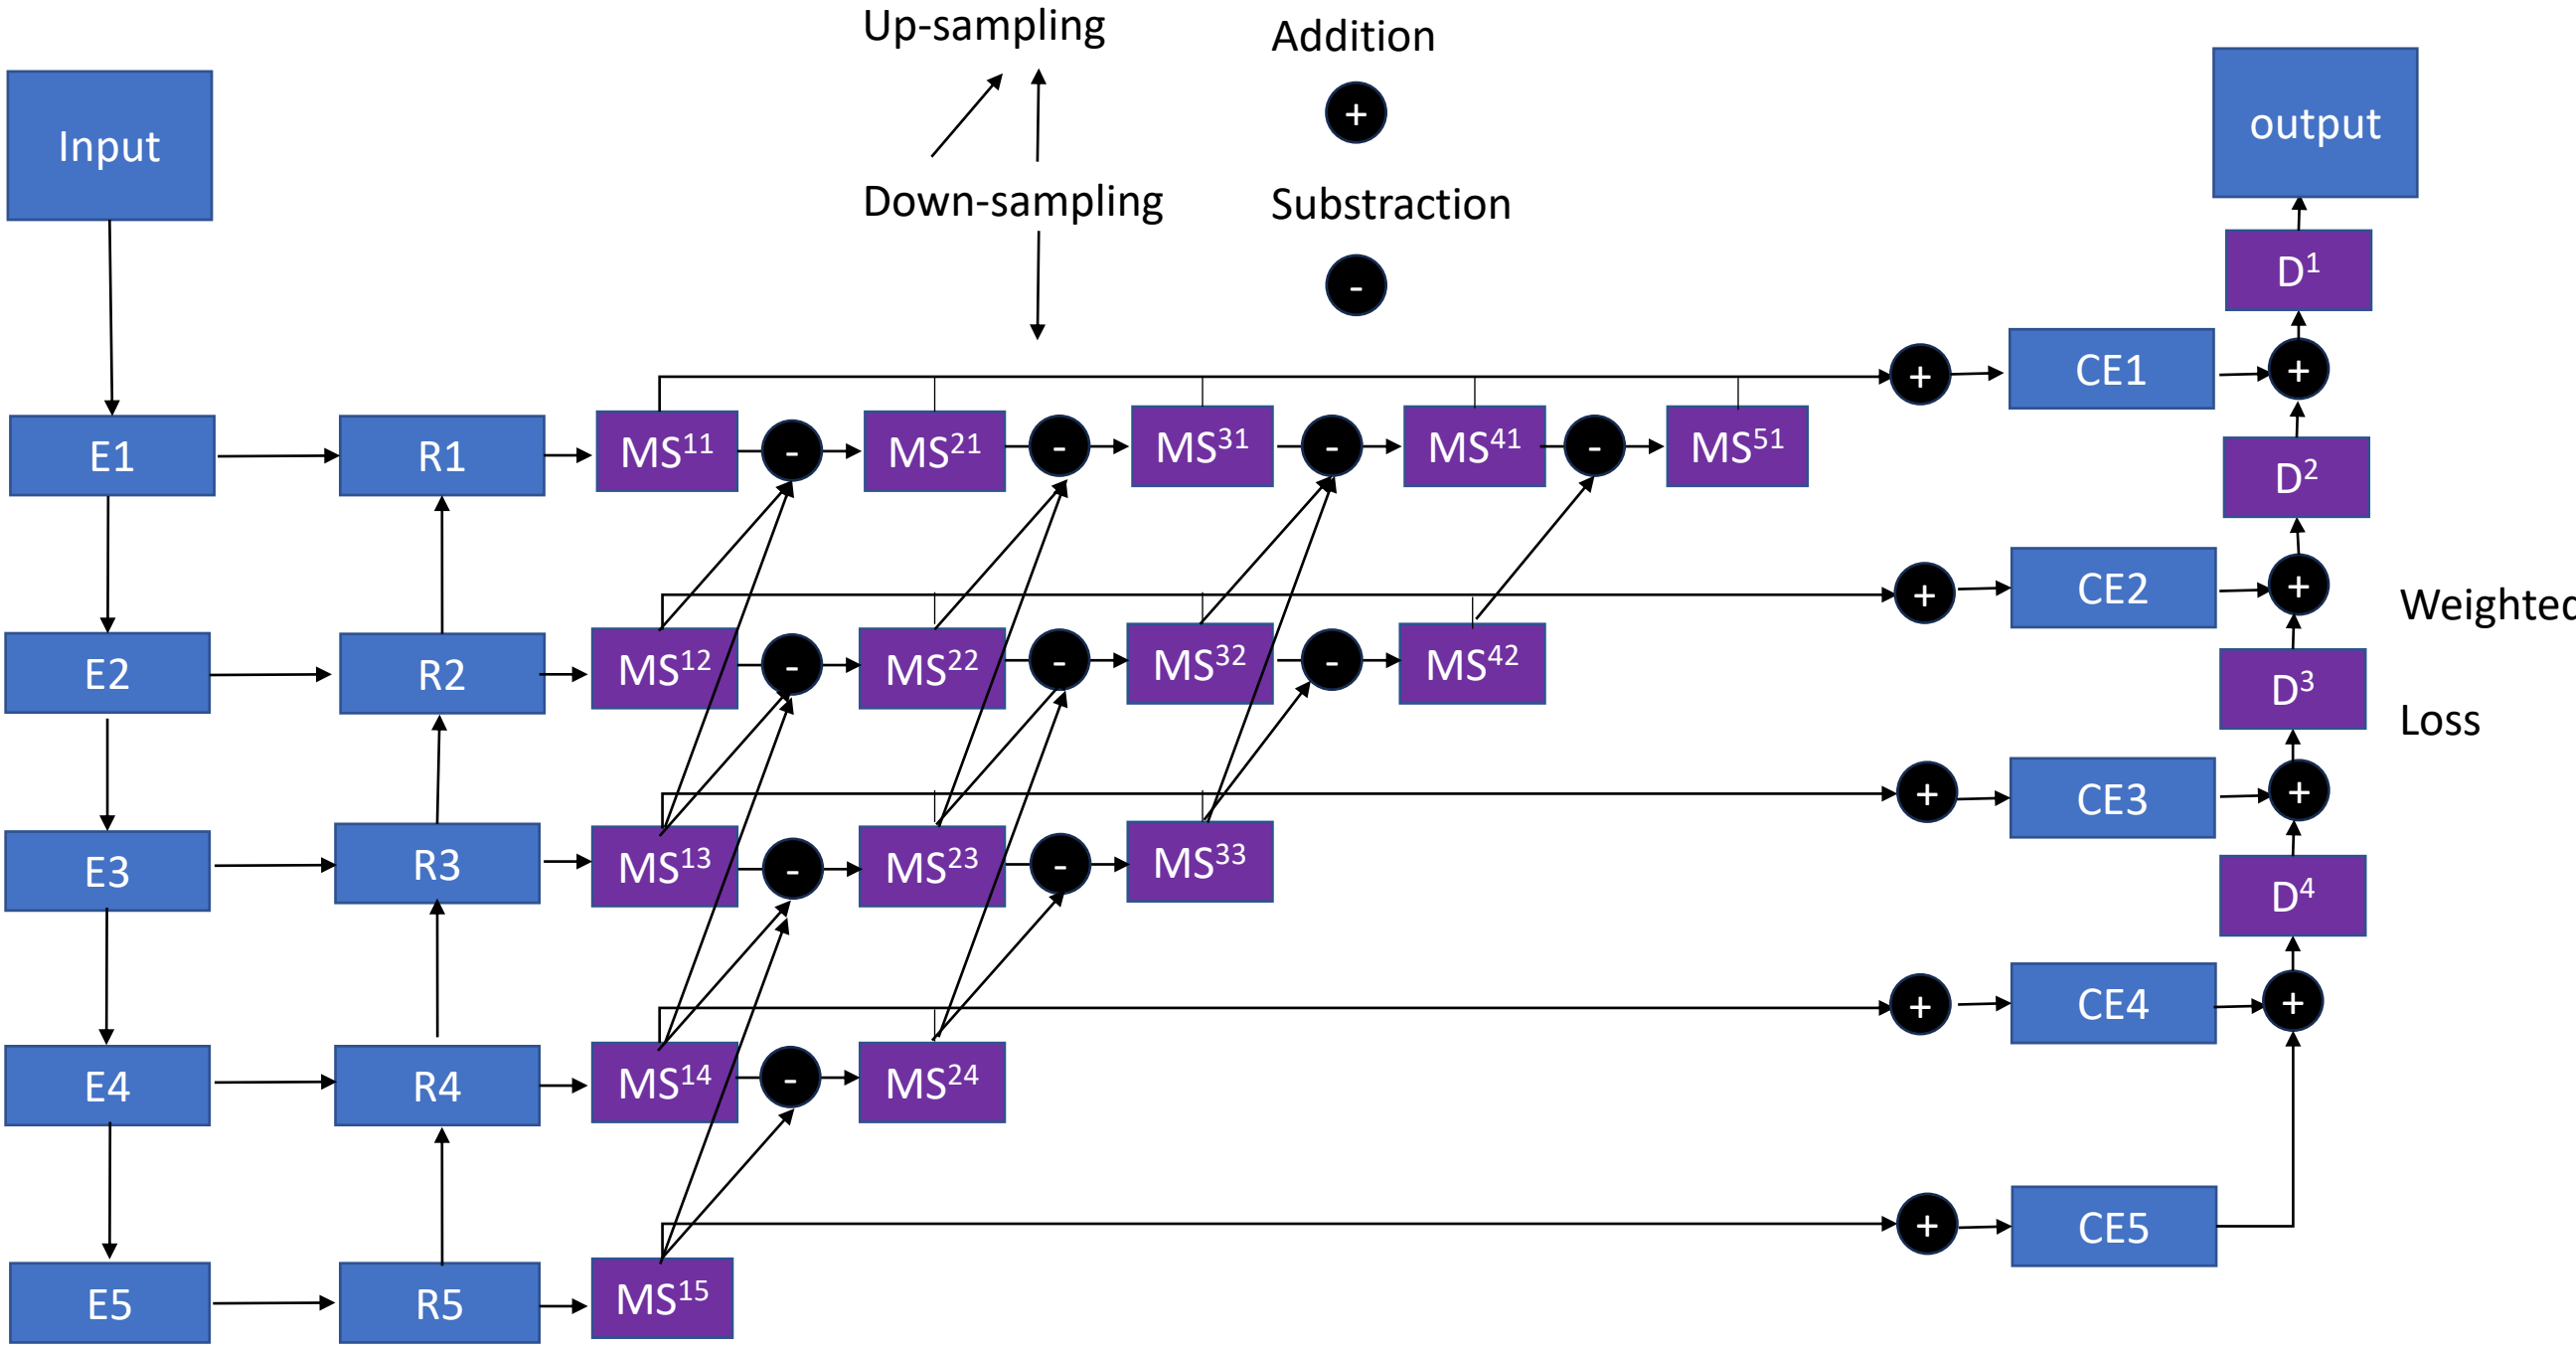 Up-sampling
Addition
+
Down-sampling
Substraction
-
Input
output
D¹
+ CE1 +
E1 R1 MS¹¹ - MS²¹ - MS³¹ - MS⁴¹ - MS⁵¹
D²
+ CE2 +
Weighted
E2 R2 MS¹² - MS²² - MS³² - MS⁴²
D³
Loss
+ CE3 +
E3 R3 MS¹³ - MS²³ - MS³³
D⁴
+ CE4 +
E4 R4 MS¹⁴ - MS²⁴
+ CE5
E5 R5 MS¹⁵